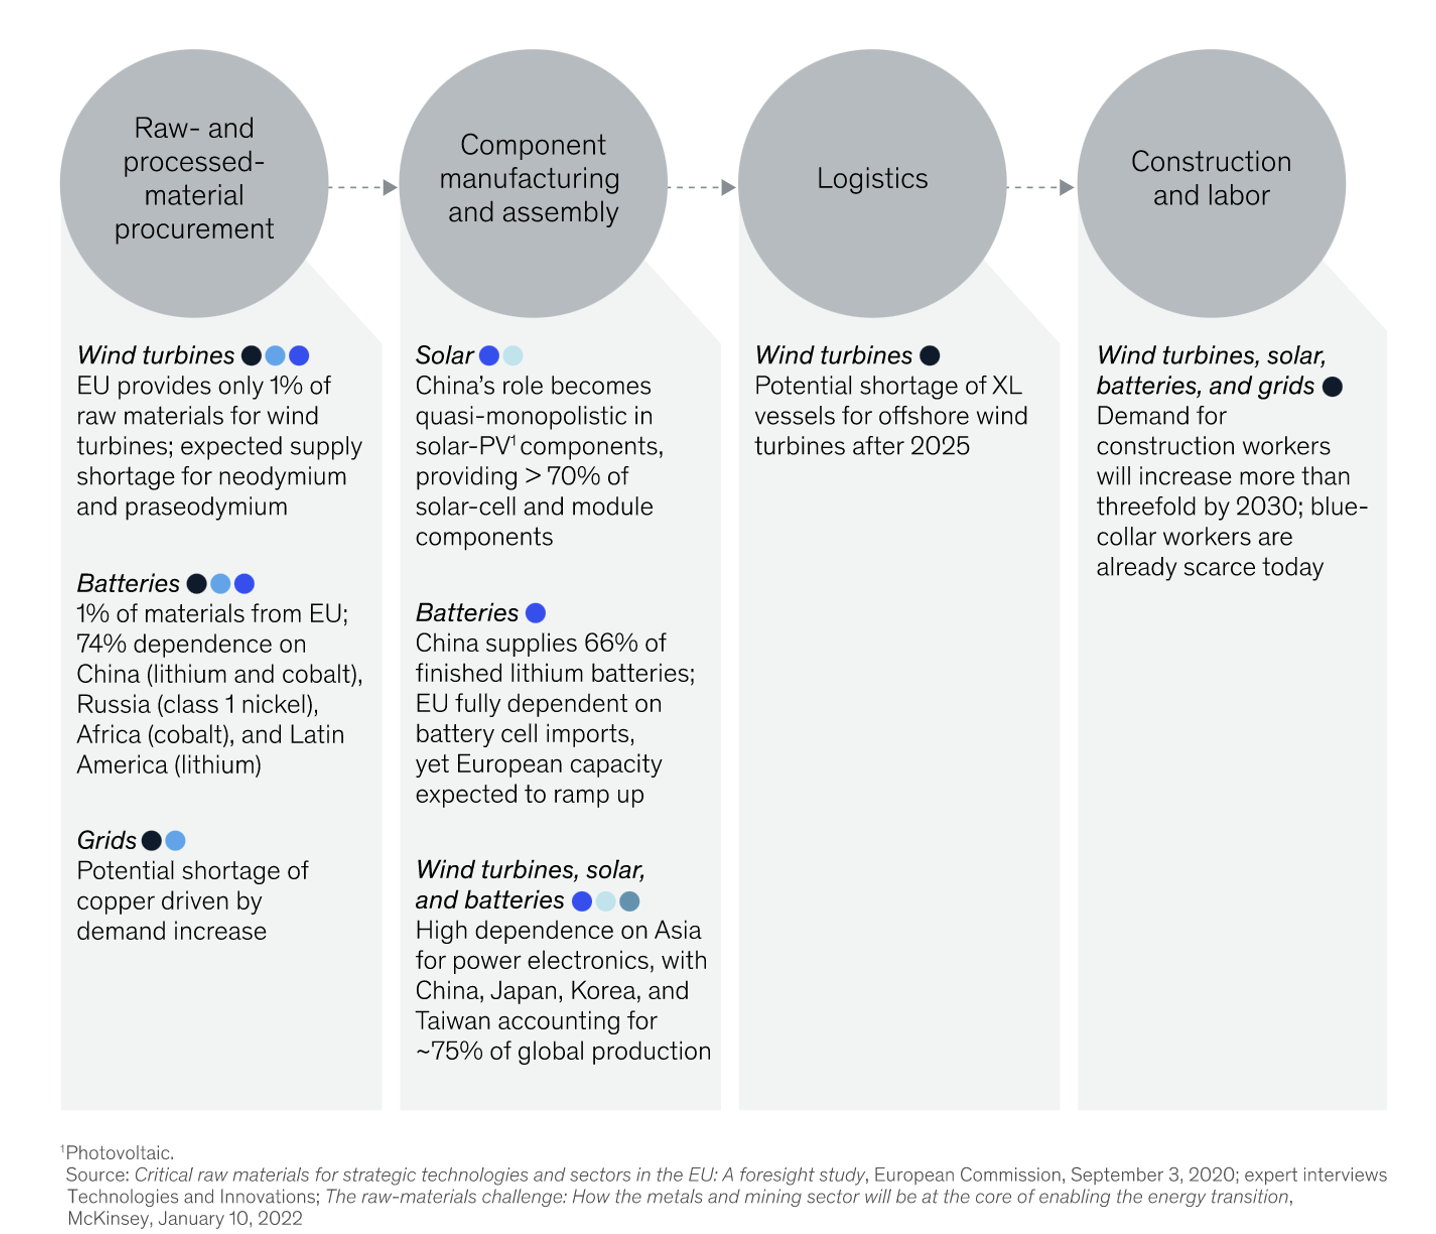 Raw- and
processed-
material
procurement
Component
manufacturing
and assembly
Logistics
Construction
and labor
Wind turbines
EU provides only 1% of
raw materials for wind
turbines; expected supply
shortage for neodymium
and praseodymium
Batteries
1% of materials from EU;
74% dependence on
China (lithium and cobalt),
Russia (class 1 nickel),
Africa (cobalt), and Latin
America (lithium)
Grids
Potential shortage of
copper driven by
demand increase
Solar
China’s role becomes
quasi-monopolistic in
solar-PV¹ components,
providing > 70% of
solar-cell and module
components
Batteries
China supplies 66% of
finished lithium batteries;
EU fully dependent on
battery cell imports,
yet European capacity
expected to ramp up
Wind turbines, solar,
and batteries
High dependence on Asia
for power electronics, with
China, Japan, Korea, and
Taiwan accounting for
~75% of global production
Wind turbines
Potential shortage of XL
vessels for offshore wind
turbines after 2025
Wind turbines, solar,
batteries, and grids
Demand for
construction workers
will increase more than
threefold by 2030; blue-
collar workers are
already scarce today
¹Photovoltaic.
Source: Critical raw materials for strategic technologies and sectors in the EU: A foresight study, European Commission, September 3, 2020; expert interviews
Technologies and Innovations; The raw-materials challenge: How the metals and mining sector will be at the core of enabling the energy transition,
McKinsey, January 10, 2022